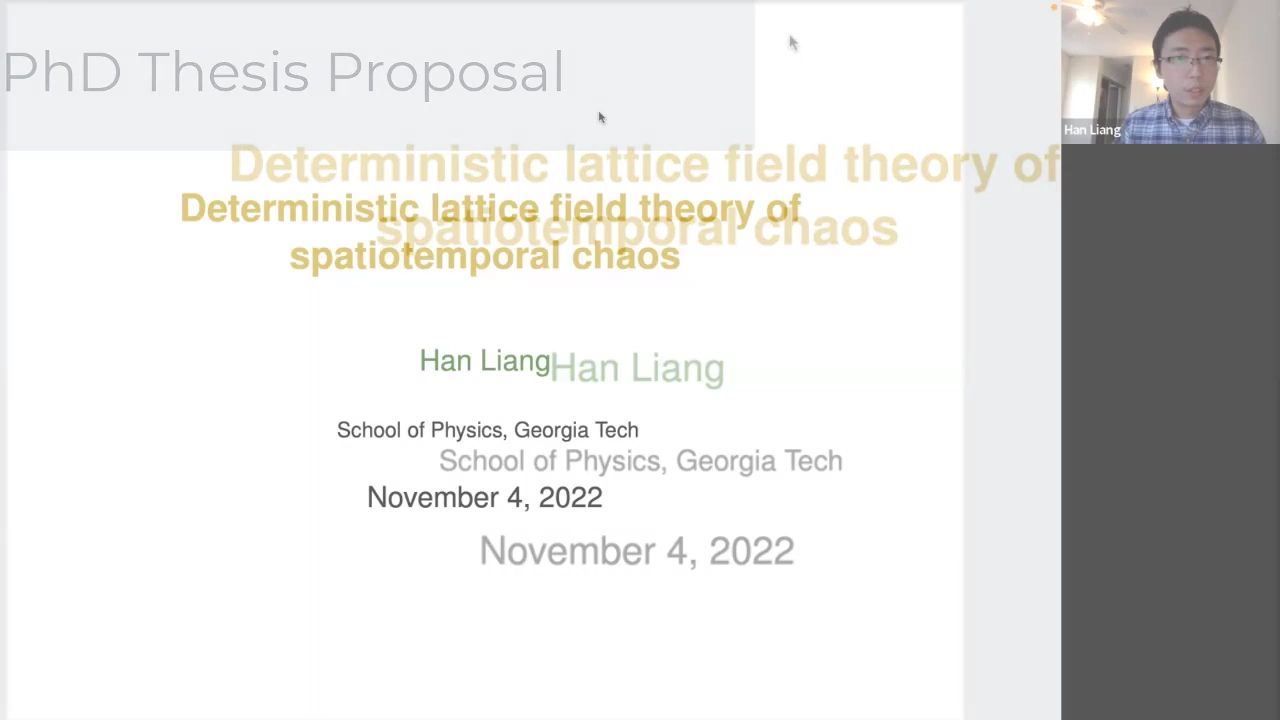 PhD Thesis Proposal
Han Liang
Deterministic lattice field theory of
spatiotemporal chaos
Deterministic lattice field theory of
spatiotemporal chaos
Han Liang
Han Liang
School of Physics, Georgia Tech
School of Physics, Georgia Tech
November 4, 2022
November 4, 2022